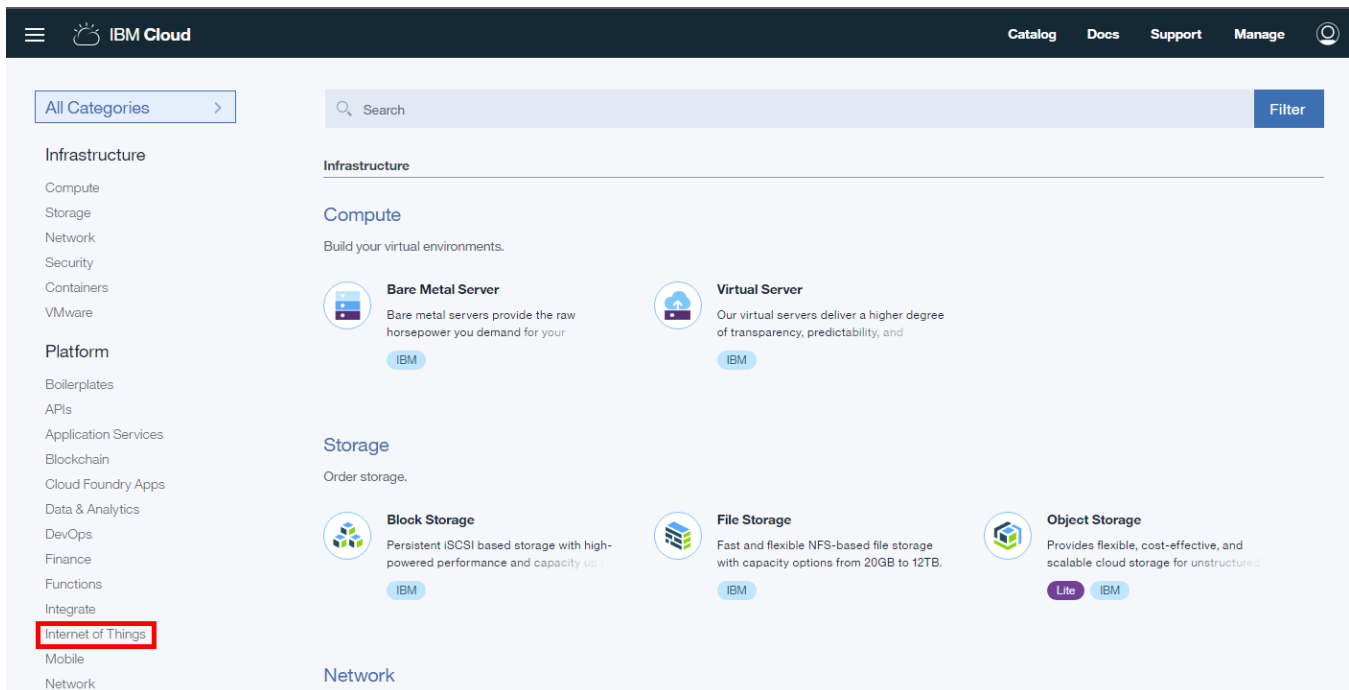 IBM Cloud
Catalog Docs Support Manage
All Categories
Infrastructure
Compute
Storage
Network
Security
Containers
VMware
Platform
Boilerplates
APIs
Application Services
Blockchain
Cloud Foundry Apps
Data & Analytics
DevOps
Finance
Functions
Integrate
Internet of Things
Mobile
Network
Search
Filter
Infrastructure
Compute
Build your virtual environments.
Bare Metal Server
Bare metal servers provide the raw
horsepower you demand for your
IBM
Virtual Server
Our virtual servers deliver a higher degree
of transparency, predictability, and
IBM
Storage
Order storage.
Block Storage
Persistent iSCSI based storage with high-
powered performance and capacity up
IBM
File Storage
Fast and flexible NFS-based file storage
with capacity options from 20GB to 12TB.
IBM
Object Storage
Provides flexible, cost-effective, and
scalable cloud storage for unstructured
Lite IBM
Network